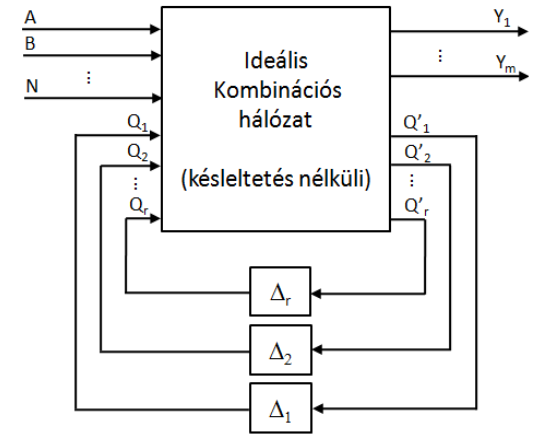 A
B
⋮
N
Q₁
Q₂
⋮
Qᵣ
Ideális
Kombinációs
hálózat
(késleltetés nélküli)
Y₁
⋮
Yₘ
Q'₁
Q'₂
⋮
Q'ᵣ
Δᵣ
Δ₂
Δ₁